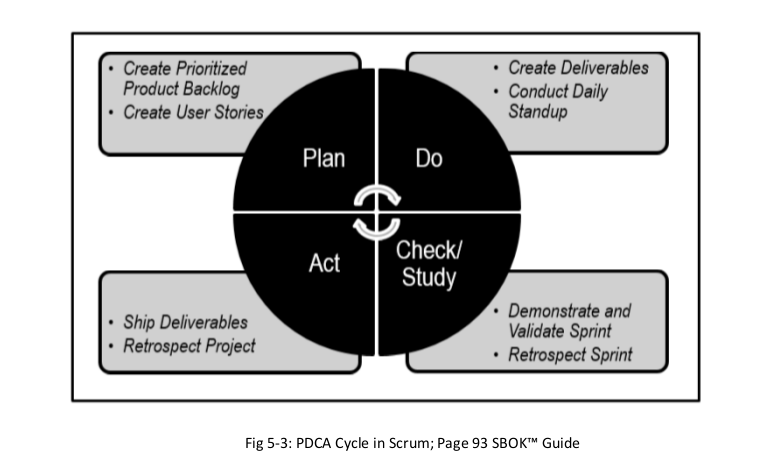 • Create Prioritized
Product Backlog
• Create User Stories
• Create Deliverables
• Conduct Daily
Standup
Plan
Do
Act
Check/
Study
• Ship Deliverables
• Retrospect Project
• Demonstrate and
Validate Sprint
• Retrospect Sprint
Fig 5-3: PDCA Cycle in Scrum; Page 93 SBOK™ Guide